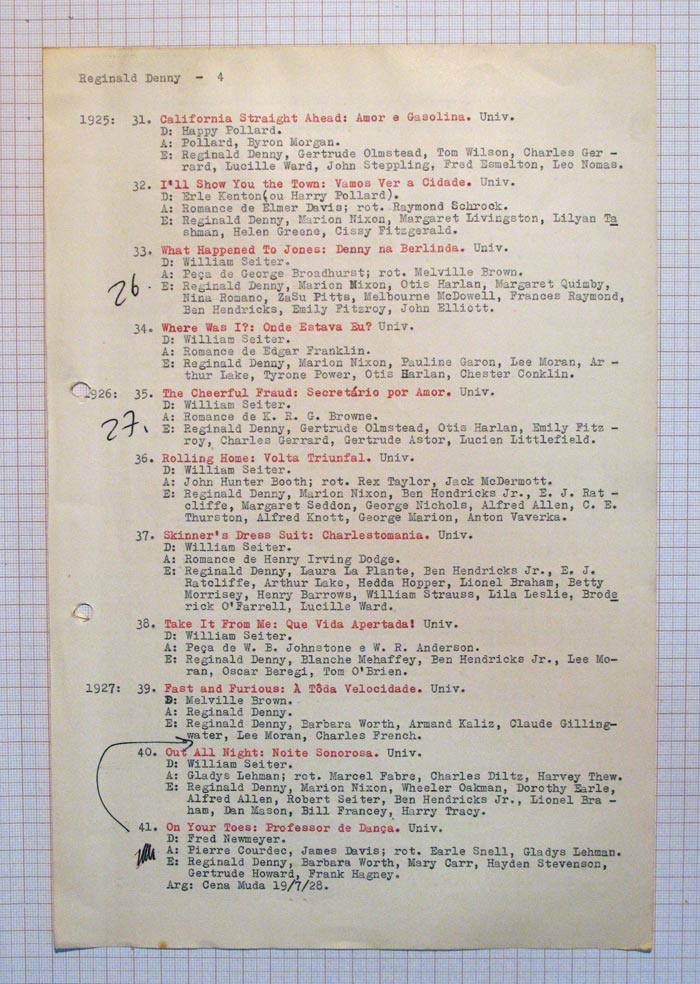 Reginald Denny - 4
1925: 31. California Straight Ahead: Amor e Gasolina. Univ.
D: Happy Pollard.
A: Pollard, Byron Morgan.
E: Reginald Denny, Gertrude Olmstead, Tom Wilson, Charles Ger -
rard, Lucille Ward, John Steppling, Fred Esmelton, Leo Nomas.
32. I'll Show You the Town: Vamos Ver a Cidade. Univ.
D: Erle Kenton(ou Harry Pollard).
A: Romance de Elmer Davis; rot. Raymond Schrock.
E: Reginald Denny, Marion Nixon, Margaret Livingston, Lilyan Ta
shman, Helen Greene, Cissy Fitzgerald.
33. What Happened To Jones: Denny na Berlinda. Univ.
D: William Seiter.
A: Peça de George Broadhurst; rot. Melville Brown.
26. E: Reginald Denny, Marion Nixon, Otis Harlan, Margaret Quimby,
Nina Romano, ZaSu Pitts, Melbourne McDowell, Frances Raymond,
Ben Hendricks, Emily Fitzroy, John Elliott.
34. Where Was I?: Onde Estava Eu? Univ.
D: William Seiter.
A: Romance de Edgar Franklin.
E: Reginald Denny, Marion Nixon, Pauline Garon, Lee Moran, Ar -
thur Lake, Tyrone Power, Otis Harlan, Chester Conklin.
1926: 35. The Cheerful Fraud: Secretário por Amor. Univ.
D: William Seiter.
A: Romance de K. R. G. Browne.
27. E: Reginald Denny, Gertrude Olmstead, Otis Harlan, Emily Fitz -
roy, Charles Gerrard, Gertrude Astor, Lucien Littlefield.
36. Rolling Home: Volta Triunfal. Univ.
D: William Seiter.
A: John Hunter Booth; rot. Rex Taylor, Jack McDermott.
E: Reginald Denny, Marion Nixon, Ben Hendricks Jr., E. J. Rat -
cliffe, Margaret Seddon, George Nichols, Alfred Allen, C. E.
Thurston, Alfred Knott, George Marion, Anton Vaverka.
37. Skinner's Dress Suit: Charlestomania. Univ.
D: William Seiter.
A: Romance de Henry Irving Dodge.
E: Reginald Denny, Laura La Plante, Ben Hendricks Jr., E. J.
Ratcliffe, Arthur Lake, Hedda Hopper, Lionel Braham, Betty
Morrisey, Henry Barrows, William Strauss, Lila Leslie, Brode
rick O'Farrell, Lucille Ward.
38. Take It From Me: Que Vida Apertada! Univ.
D: William Seiter.
A: Peça de W. B. Johnstone e W. R. Anderson.
E: Reginald Denny, Blanche Mehaffey, Ben Hendricks Jr., Lee Mo-
ran, Oscar Beregi, Tom O'Brien.
1927: 39. Fast and Furious: À Tôda Velocidade. Univ.
D: Melville Brown.
A: Reginald Denny.
E: Reginald Denny, Barbara Worth, Armand Kaliz, Claude Gilling-
water, Lee Moran, Charles French.
40. Out All Night: Noite Sonorosa. Univ.
D: William Seiter.
A: Gladys Lehman; rot. Marcel Fabre, Charles Diltz, Harvey Thew.
E: Reginald Denny, Marion Nixon, Wheeler Oakman, Dorothy Earle,
Alfred Allen, Robert Seiter, Ben Hendricks Jr., Lionel Bra -
ham, Dan Mason, Bill Francey, Harry Tracy.
41. On Your Toes: Professor de Dança. Univ.
D: Fred Newmeyer.
A: Pierre Courdec, James Davis; rot. Earle Snell, Gladys Lehman.
E: Reginald Denny, Barbara Worth, Mary Carr, Hayden Stevenson,
Gertrude Howard, Frank Hagney.
Arg: Cena Muda 19/7/28.